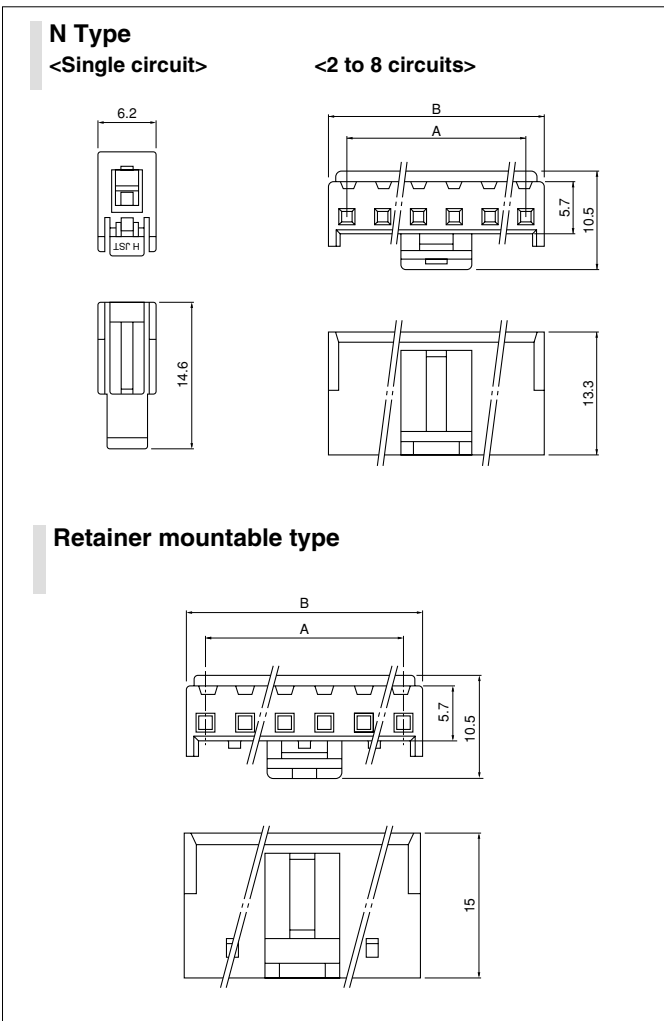 N Type
<Single circuit>
<2 to 8 circuits>
6.2
H JST
14.6
B
A
5.7
10.5
13.3
Retainer mountable type
B
A
5.7
10.5
15